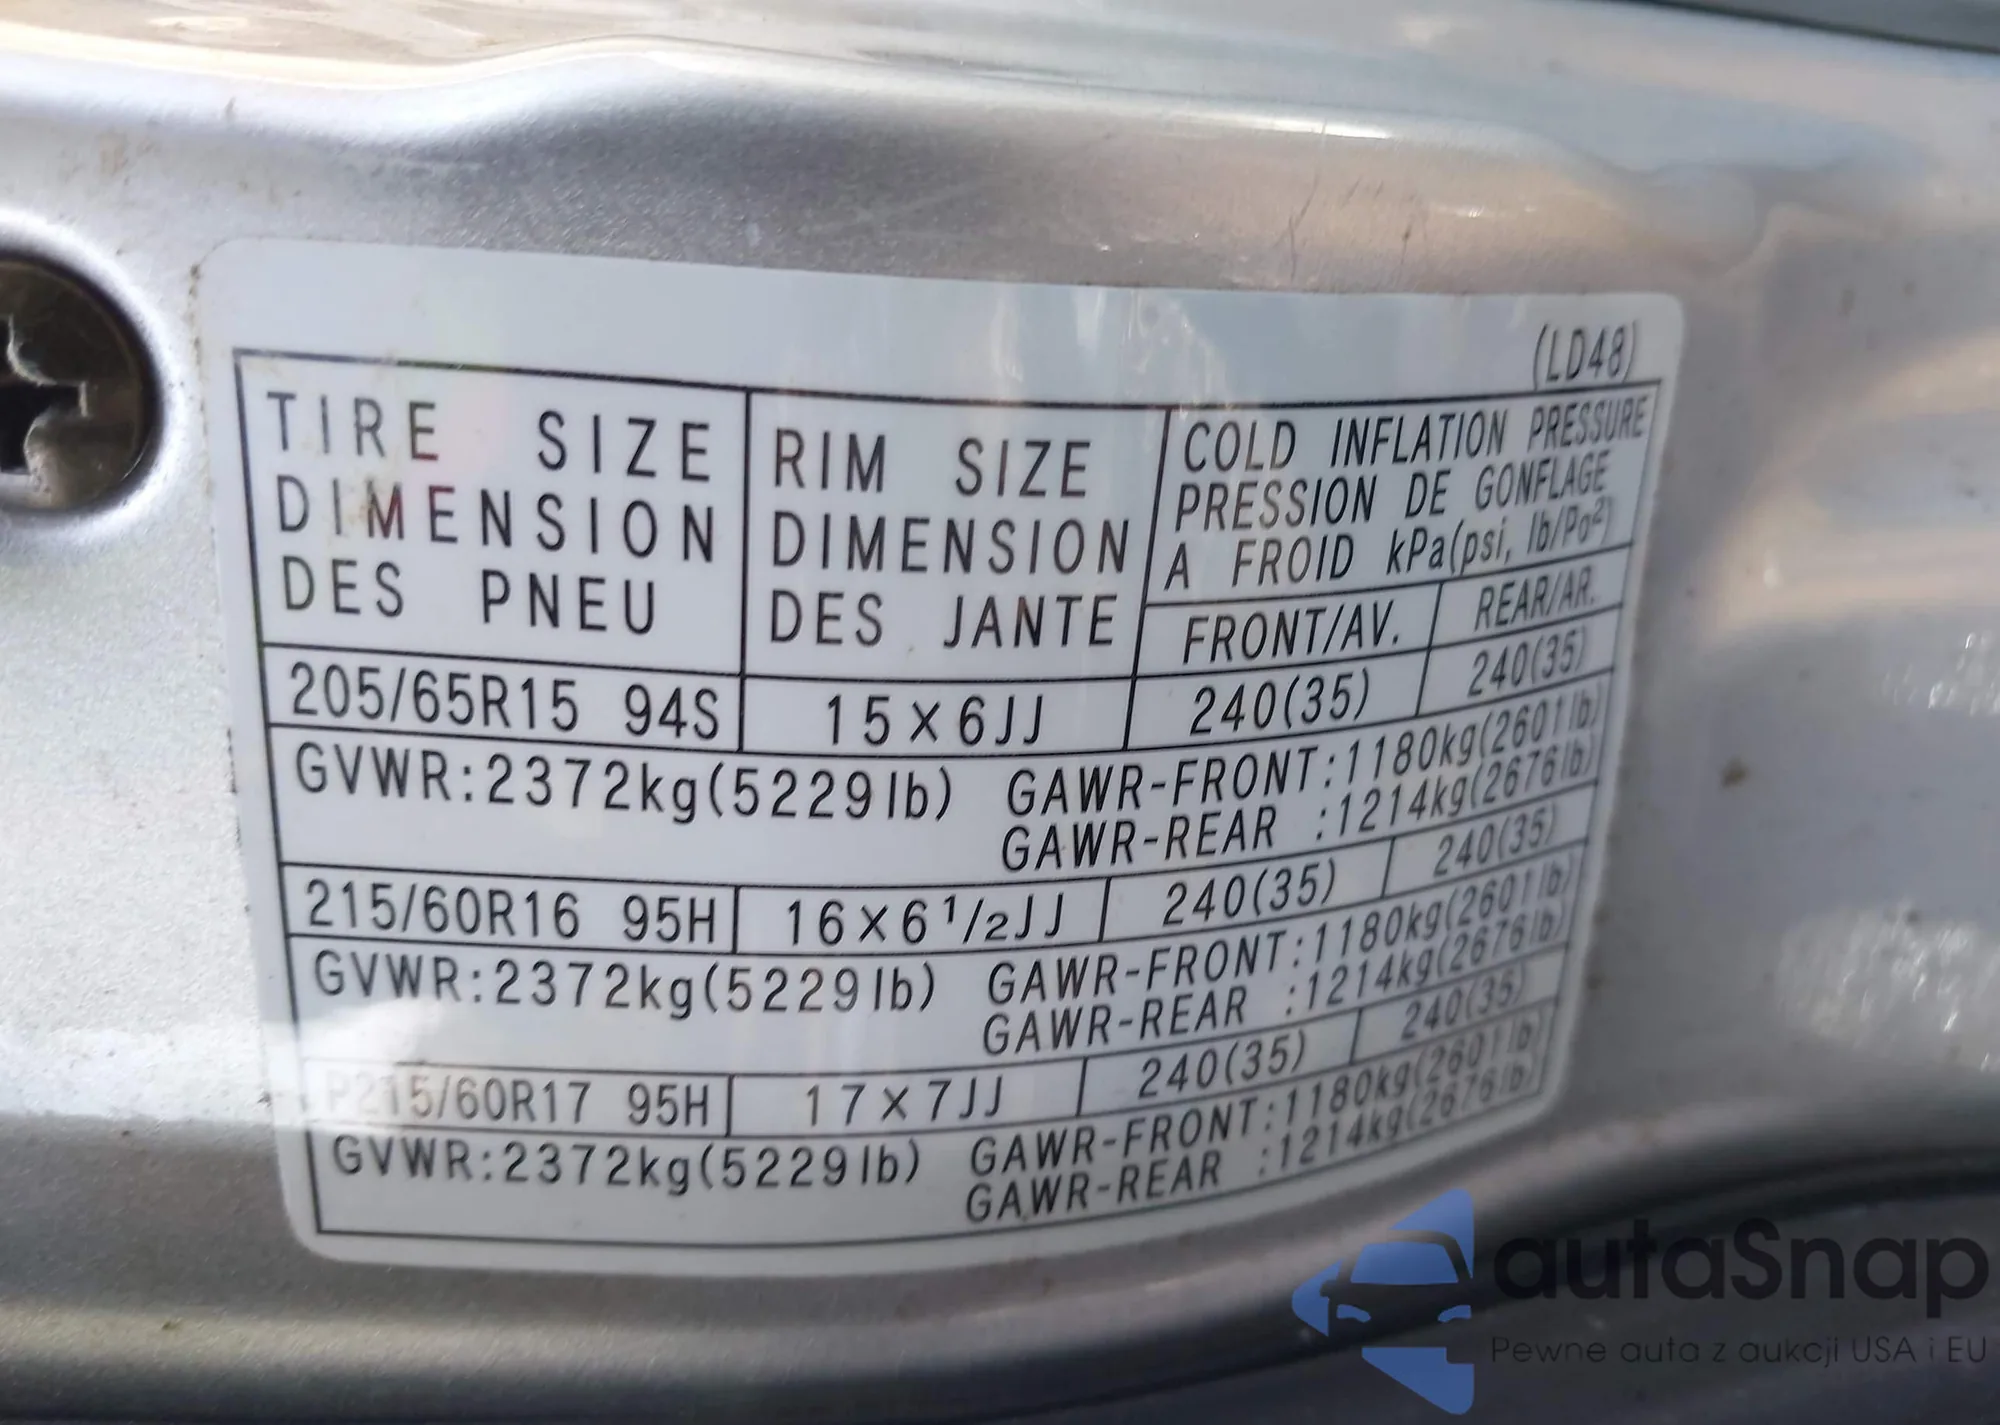 (LD48)
TIRE SIZE
DIMENSION
DES PNEU
RIM SIZE
DIMENSION
DES JANTE
COLD INFLATION PRESSURE
PRESSION DE GONFLAGE
A FROID kPa(psi, lb/Po²)
FRONT/AV. REAR/AR.
205/65R15 94S 15×6JJ 240(35) 240(35)
GVWR:2372kg(5229lb) GAWR-FRONT:1180kg(2601lb)
GAWR-REAR :1214kg(2676lb)
215/60R16 95H 16×6 1/2JJ 240(35) 240(35)
GVWR:2372kg(5229lb) GAWR-FRONT:1180kg(2601lb)
GAWR-REAR :1214kg(2676lb)
P215/60R17 95H 17×7JJ 240(35) 240(35)
GVWR:2372kg(5229lb) GAWR-FRONT:1180kg(2601lb)
GAWR-REAR :1214kg(2676lb)
autaSnap
Pewne auta z aukcji USA i EU